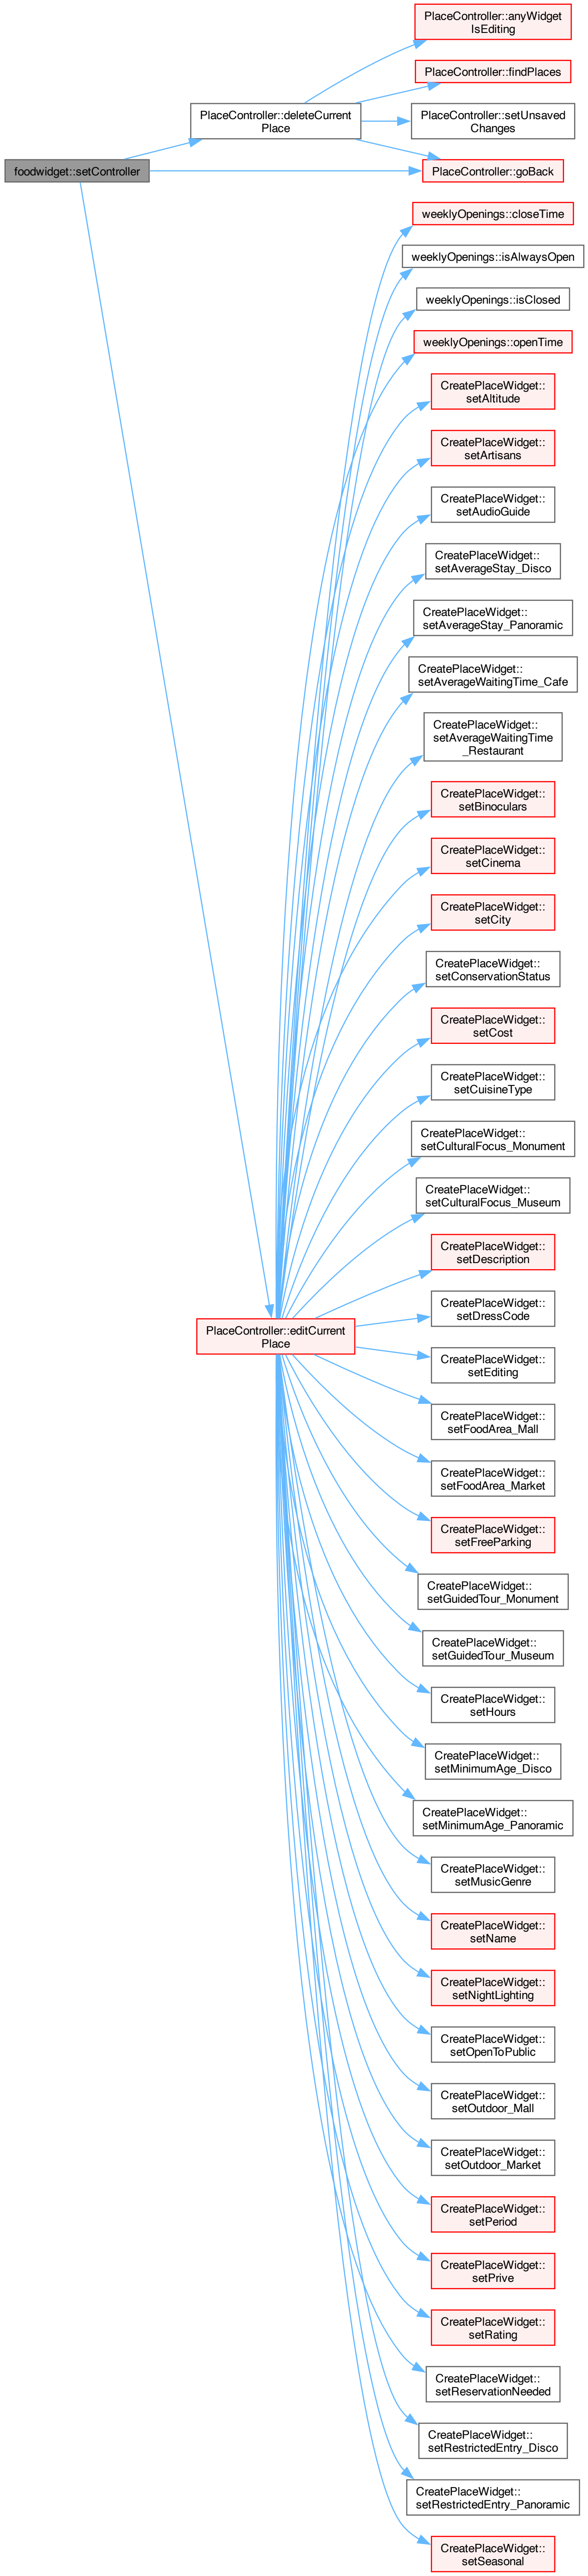 PlaceController::anyWidget
IsEditing
PlaceController::findPlaces
PlaceController::deleteCurrent
Place
PlaceController::setUnsaved
Changes
foodwidget::setController
PlaceController::goBack
weeklyOpenings::closeTime
weeklyOpenings::isAlwaysOpen
weeklyOpenings::isClosed
weeklyOpenings::openTime
CreatePlaceWidget::
setAltitude
CreatePlaceWidget::
setArtisans
CreatePlaceWidget::
setAudioGuide
CreatePlaceWidget::
setAverageStay_Disco
CreatePlaceWidget::
setAverageStay_Panoramic
CreatePlaceWidget::
setAverageWaitingTime_Cafe
CreatePlaceWidget::
setAverageWaitingTime
_Restaurant
CreatePlaceWidget::
setBinoculars
CreatePlaceWidget::
setCinema
CreatePlaceWidget::
setCity
CreatePlaceWidget::
setConservationStatus
CreatePlaceWidget::
setCost
CreatePlaceWidget::
setCuisineType
CreatePlaceWidget::
setCulturalFocus_Monument
CreatePlaceWidget::
setCulturalFocus_Museum
CreatePlaceWidget::
setDescription
CreatePlaceWidget::
setDressCode
PlaceController::editCurrent
Place
CreatePlaceWidget::
setEditing
CreatePlaceWidget::
setFoodArea_Mall
CreatePlaceWidget::
setFoodArea_Market
CreatePlaceWidget::
setFreeParking
CreatePlaceWidget::
setGuidedTour_Monument
CreatePlaceWidget::
setGuidedTour_Museum
CreatePlaceWidget::
setHours
CreatePlaceWidget::
setMinimumAge_Disco
CreatePlaceWidget::
setMinimumAge_Panoramic
CreatePlaceWidget::
setMusicGenre
CreatePlaceWidget::
setName
CreatePlaceWidget::
setNightLighting
CreatePlaceWidget::
setOpenToPublic
CreatePlaceWidget::
setOutdoor_Mall
CreatePlaceWidget::
setOutdoor_Market
CreatePlaceWidget::
setPeriod
CreatePlaceWidget::
setPrive
CreatePlaceWidget::
setRating
CreatePlaceWidget::
setReservationNeeded
CreatePlaceWidget::
setRestrictedEntry_Disco
CreatePlaceWidget::
setRestrictedEntry_Panoramic
CreatePlaceWidget::
setSeasonal